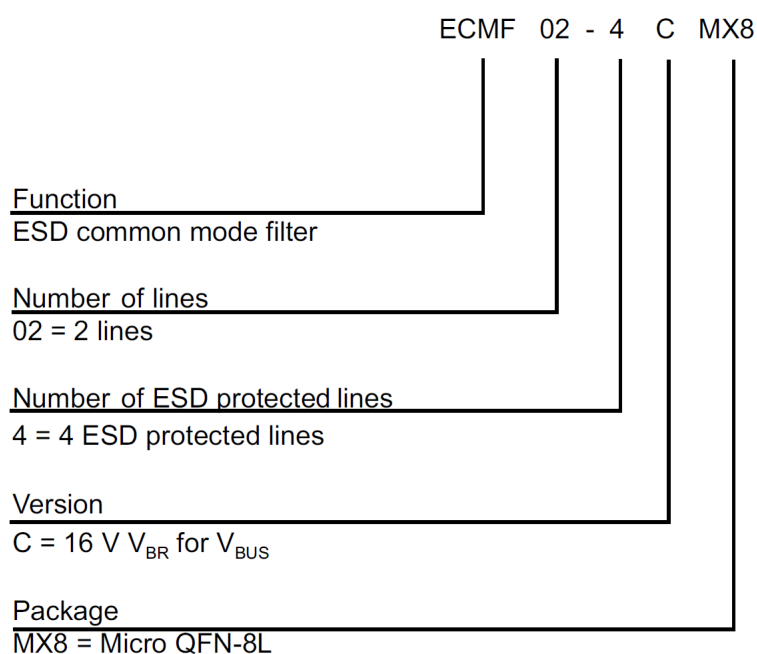 ECMF 02 - 4 C MX8
Function
ESD common mode filter
Number of lines
02 = 2 lines
Number of ESD protected lines
4 = 4 ESD protected lines
Version
C = 16 V VBR for VBUS
Package
MX8 = Micro QFN-8L